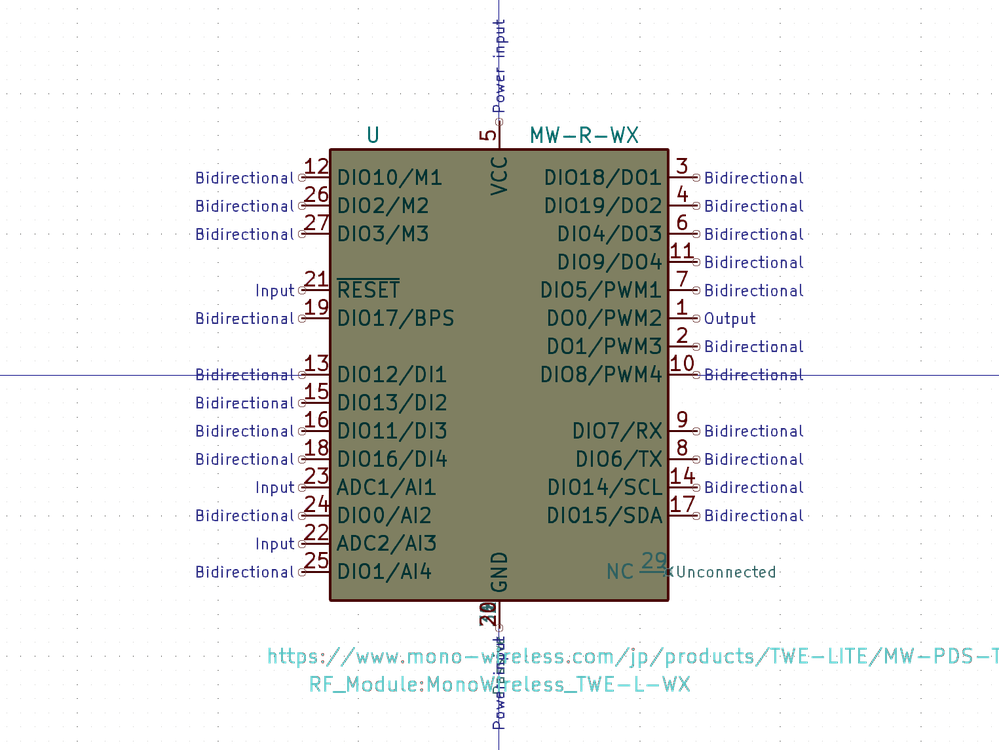 Power input
5
U MW-R-WX
VCC
Bidirectional 12 DIO10/M1 DIO18/DO1 3 Bidirectional
Bidirectional 26 DIO2/M2 DIO19/DO2 4 Bidirectional
Bidirectional 27 DIO3/M3 DIO4/DO3 6 Bidirectional
DIO9/DO4 11 Bidirectional
Input 21 RESET DIO5/PWM1 7 Bidirectional
Bidirectional 19 DIO17/BPS DO0/PWM2 1 Output
DO1/PWM3 2 Bidirectional
Bidirectional 13 DIO12/DI1 DIO8/PWM4 10 Bidirectional
Bidirectional 15 DIO13/DI2
Bidirectional 16 DIO11/DI3 DIO7/RX 9 Bidirectional
Bidirectional 18 DIO16/DI4 DIO6/TX 8 Bidirectional
Input 23 ADC1/AI1 DIO14/SCL 14 Bidirectional
Bidirectional 24 DIO0/AI2 DIO15/SDA 17 Bidirectional
Input 22 ADC2/AI3
Bidirectional 25 DIO1/AI4 NC 29 Unconnected
GND
https://www.mono-wireless.com/jp/products/TWE-LITE/MW-PDS-T
RF_Module:MonoWireless_TWE-L-WX